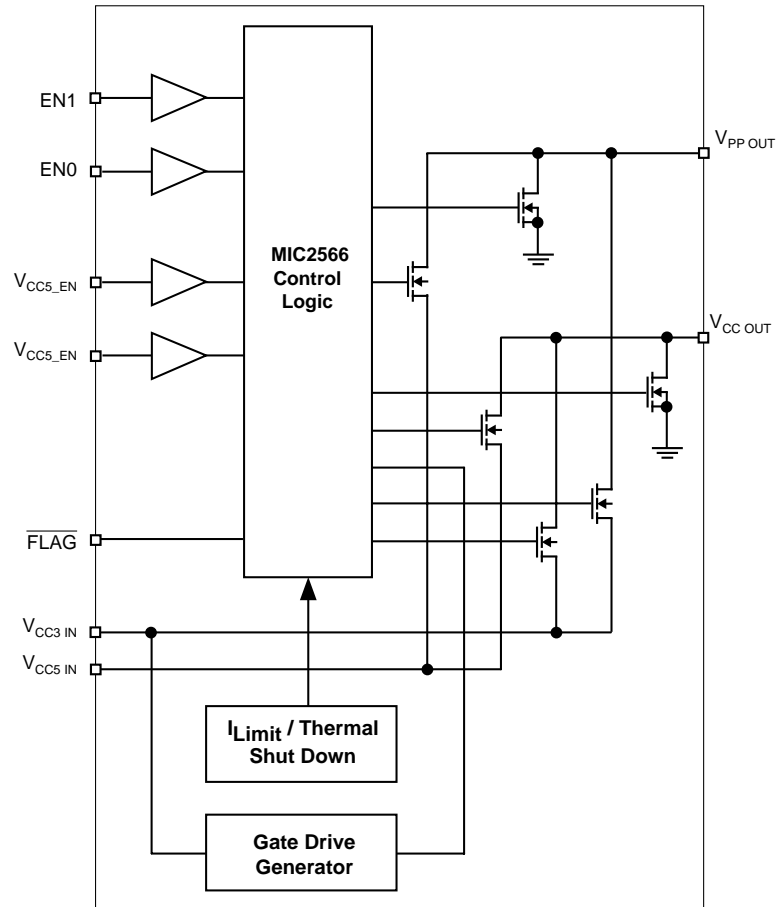 EN1
EN0
VCC5_EN
VCC5_EN
FLAG
VCC3 IN
VCC5 IN
MIC2566
Control
Logic
ILimit / Thermal
Shut Down
Gate Drive
Generator
VPP OUT
VCC OUT